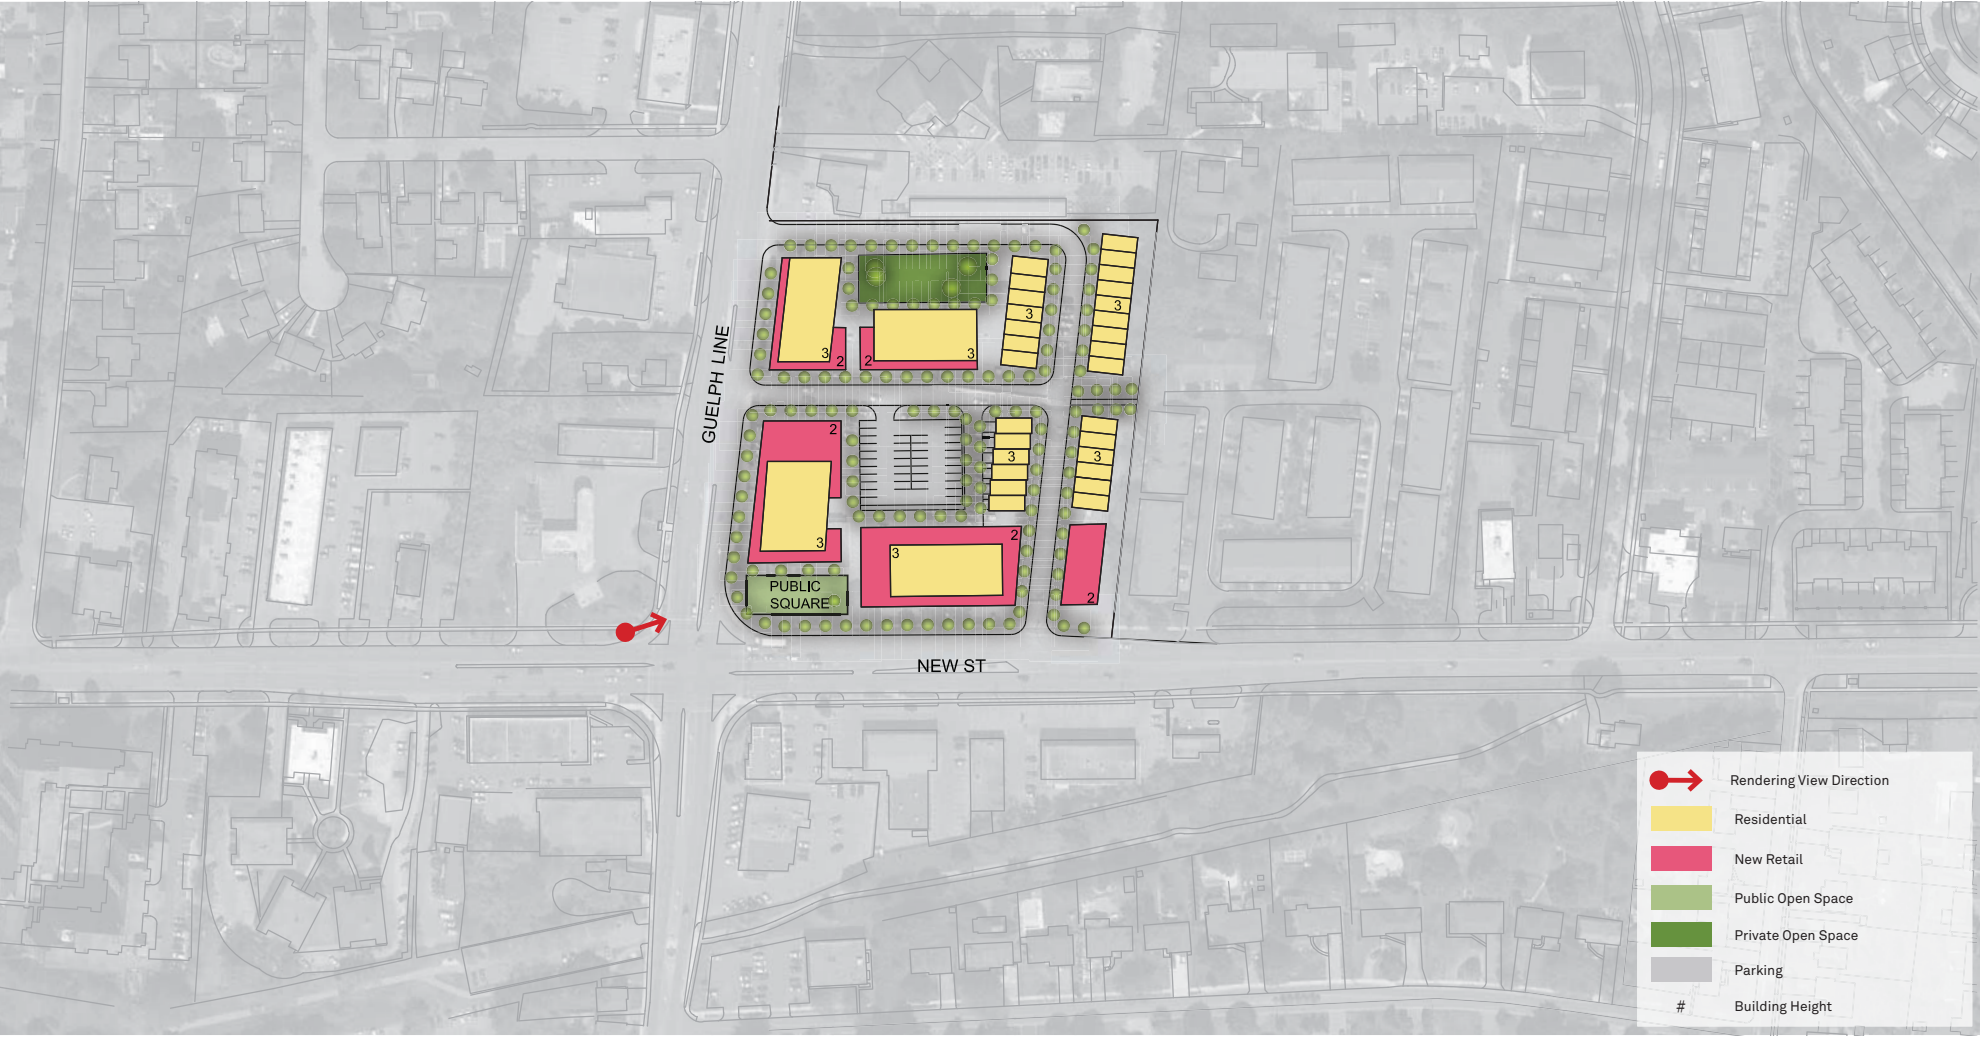 3
3
3
2
2
3
GUELPH LINE
2
3
3
3
2
3
PUBLIC
SQUARE
2
NEW ST
Rendering View Direction
Residential
New Retail
Public Open Space
Private Open Space
Parking
# Building Height